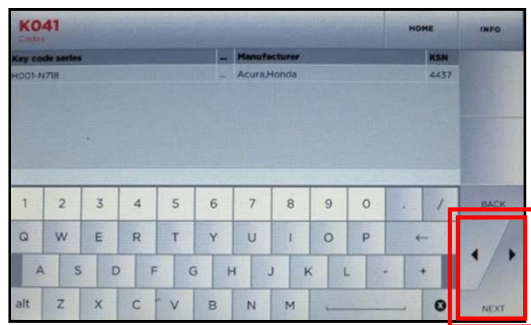 K041
Codes
HOME
INFO
Key code series ... Manufacturer KSN
H001-N718 ... Acura,Honda 4437
1 2 3 4 5 6 7 8 9 0 . /
BACK
Q W E R T Y U I O P ←
A S D F G H J K L - +
alt Z X C V B N M
NEXT